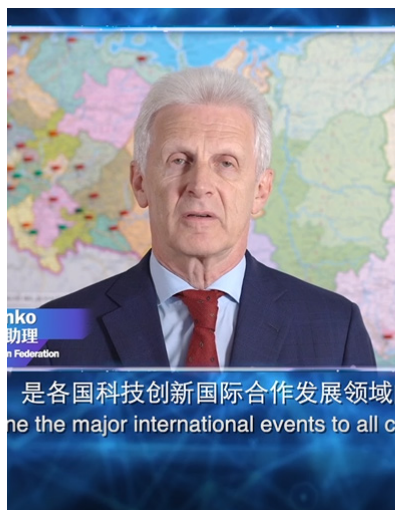 nko
助理
n Federation
是各国科技创新国际合作发展领域
ne the major international events to all c